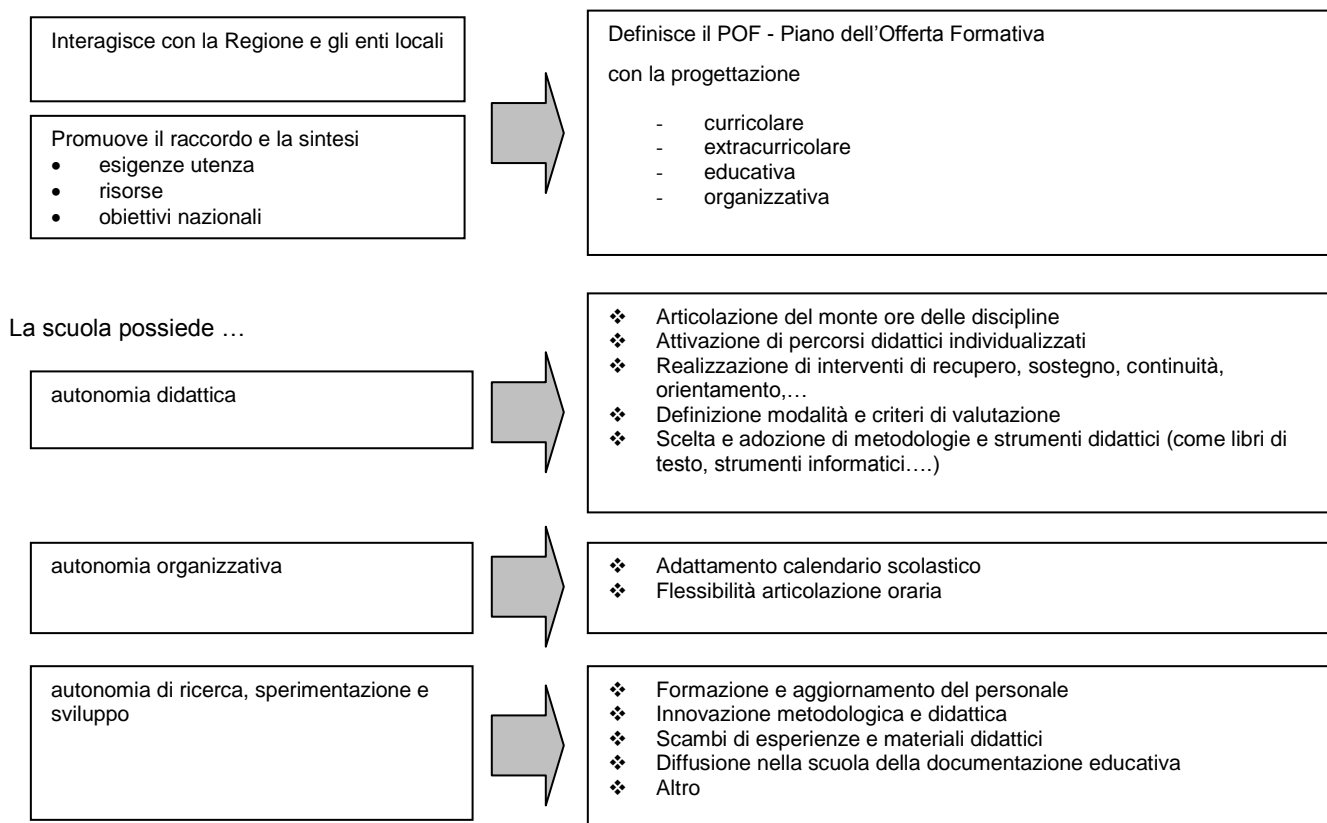 Interagisce con la Regione e gli enti locali
Promuove il raccordo e la sintesi
• esigenze utenza
• risorse
• obiettivi nazionali
Definisce il POF - Piano dell'Offerta Formativa
con la progettazione
- curricolare
- extracurricolare
- educativa
- organizzativa
La scuola possiede …
autonomia didattica
❖ Articolazione del monte ore delle discipline
❖ Attivazione di percorsi didattici individualizzati
❖ Realizzazione di interventi di recupero, sostegno, continuità,
orientamento,…
❖ Definizione modalità e criteri di valutazione
❖ Scelta e adozione di metodologie e strumenti didattici (come libri di
testo, strumenti informatici….)
autonomia organizzativa
❖ Adattamento calendario scolastico
❖ Flessibilità articolazione oraria
autonomia di ricerca, sperimentazione e
sviluppo
❖ Formazione e aggiornamento del personale
❖ Innovazione metodologica e didattica
❖ Scambi di esperienze e materiali didattici
❖ Diffusione nella scuola della documentazione educativa
❖ Altro